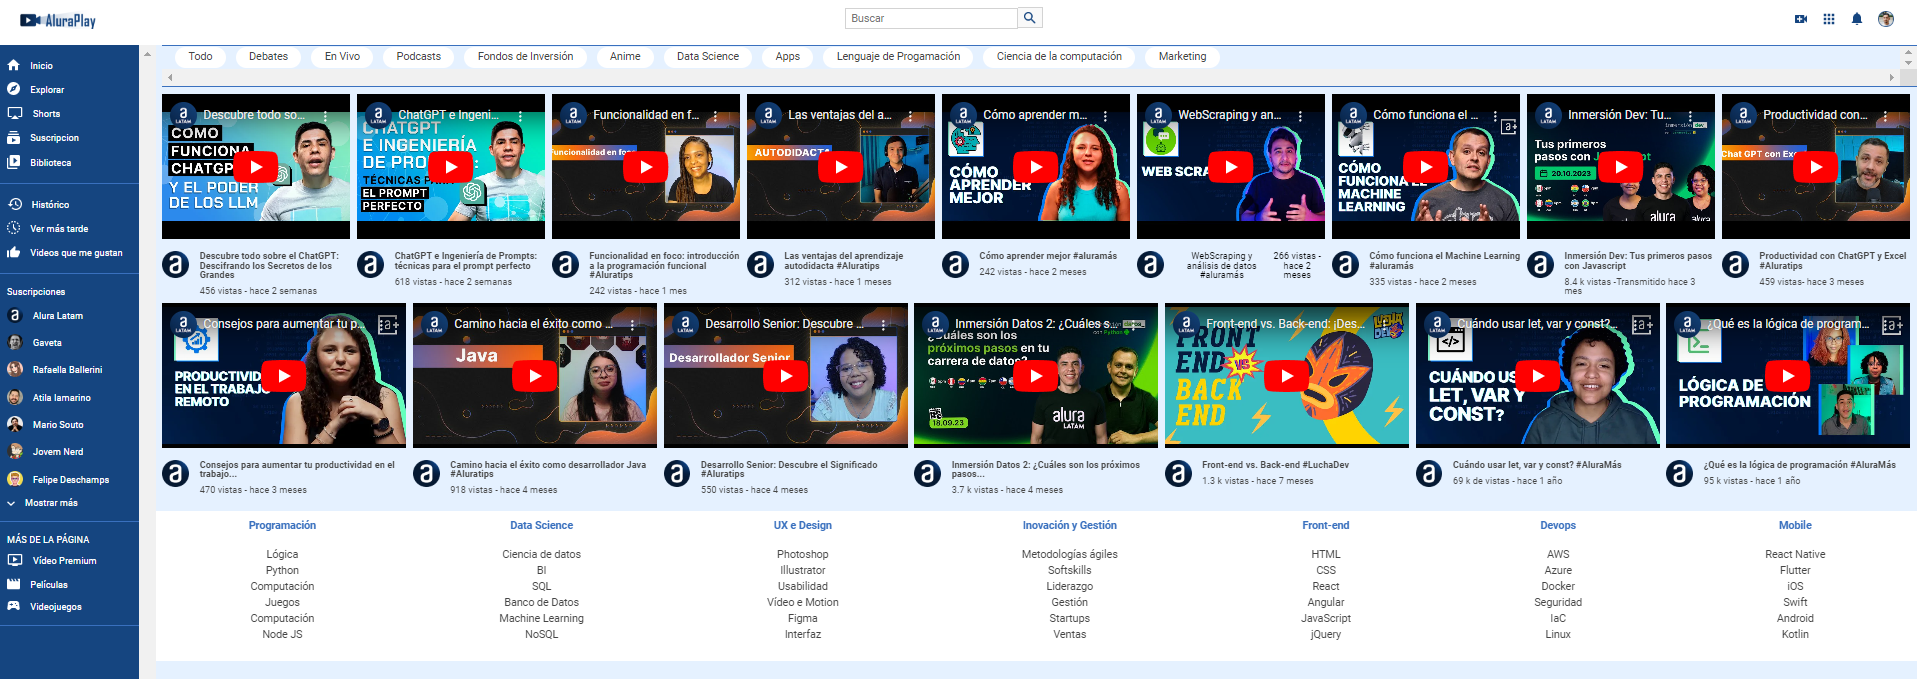 AluraPlay
Buscar
Inicio
Explorar
Shorts
Suscripcion
Biblioteca
Histórico
Ver más tarde
Videos que me gustan
Suscripciones
Alura Latam
Gaveta
Rafaella Ballerini
Atila Iamarino
Mario Souto
Jovem Nerd
Felipe Deschamps
Mostrar más
MÁS DE LA PÁGINA
Vídeo Premium
Películas
Videojuegos
Todo
Debates
En Vivo
Podcasts
Fondos de Inversión
Anime
Data Science
Apps
Lenguaje de Progamación
Ciencia de la computación
Marketing
Descubre todo so...
COMO
FUNCIONA
CHATGP
Y EL PODER
DE LOS LLM
ChatGPT e Ingeni...
CHATGPT
E INGENIERÍA
DE PRO
TÉCNICAS PA
EL PROMPT
PERFECTO
Funcionalidad en f...
Funcionalidad en foc
Las ventajas del a...
AUTODIDACTA
Cómo aprender m...
CÓMO
APRENDER
MEJOR
WebScraping y an...
WEB SCRA
Cómo funciona el ...
CÓMO
FUNCIONA EL
MACHINE
LEARNING
Inmersión Dev: Tu...
Tus primeros
pasos con J
20.10.2023
alura
Productividad con...
Chat GPT con Exc
Descubre todo sobre el ChatGPT:
Descifrando los Secretos de los
Grandes
456 vistas - hace 2 semanas
ChatGPT e Ingeniería de Prompts:
técnicas para el prompt perfecto
618 vistas - hace 2 semanas
Funcionalidad en foco: introducción
a la programación funcional
#Aluratips
242 vistas - hace 1 mes
Las ventajas del aprendizaje
autodidacta #Aluratips
312 vistas - hace 1 meses
Cómo aprender mejor #aluramás
242 vistas - hace 2 meses
WebScraping y
análisis de datos
#aluramás
266 vistas -
hace 2
meses
Cómo funciona el Machine Learning
#aluramás
335 vistas - hace 2 meses
Inmersión Dev: Tus primeros pasos
con Javascript
8.4 k vistas -Transmitido hace 3
mes
Productividad con ChatGPT y Excel
#Aluratips
459 vistas- hace 3 meses
Consejos para aumentar tu p...
PRODUCTIVID
EN EL TRABAJO
REMOTO
Camino hacia el éxito como ...
Java
Desarrollo Senior: Descubre ...
Desarrollador Senior
Inmersión Datos 2: ¿Cuáles s...
¿Cuáles son los
próximos pasos en tu
carrera de datos?
18.09.23
alura
LATAM
Front-end vs. Back-end: ¡Des...
FRONT
END
VS
BACK
END
LUCHA DEV
Cuándo usar let, var y const?...
CUÁNDO US
LET, VAR Y
CONST?
¿Qué es la lógica de program...
LÓGICA DE
PROGRAMACIÓN
Consejos para aumentar tu productividad en el
trabajo...
470 vistas - hace 3 meses
Camino hacia el éxito como desarrollador Java
#Aluratips
918 vistas - hace 4 meses
Desarrollo Senior: Descubre el Significado
#Aluratips
550 vistas - hace 4 meses
Inmersión Datos 2: ¿Cuáles son los próximos
pasos...
3.7 k vistas - hace 4 meses
Front-end vs. Back-end #LuchaDev
1.3 k vistas - hace 7 meses
Cuándo usar let, var y const? #AluraMás
69 k de vistas - hace 1 año
¿Qué es la lógica de programación #AluraMás
95 k vistas - hace 1 año
Programación
Lógica
Python
Computación
Juegos
Computación
Node JS
Data Science
Ciencia de datos
BI
SQL
Banco de Datos
Machine Learning
NoSQL
UX e Design
Photoshop
Illustrator
Usabilidad
Vídeo e Motion
Figma
Interfaz
Inovación y Gestión
Metodologías ágiles
Softskills
Liderazgo
Gestión
Startups
Ventas
Front-end
HTML
CSS
React
Angular
JavaScript
jQuery
Devops
AWS
Azure
Docker
Seguridad
IaC
Linux
Mobile
React Native
Flutter
iOS
Swift
Android
Kotlin